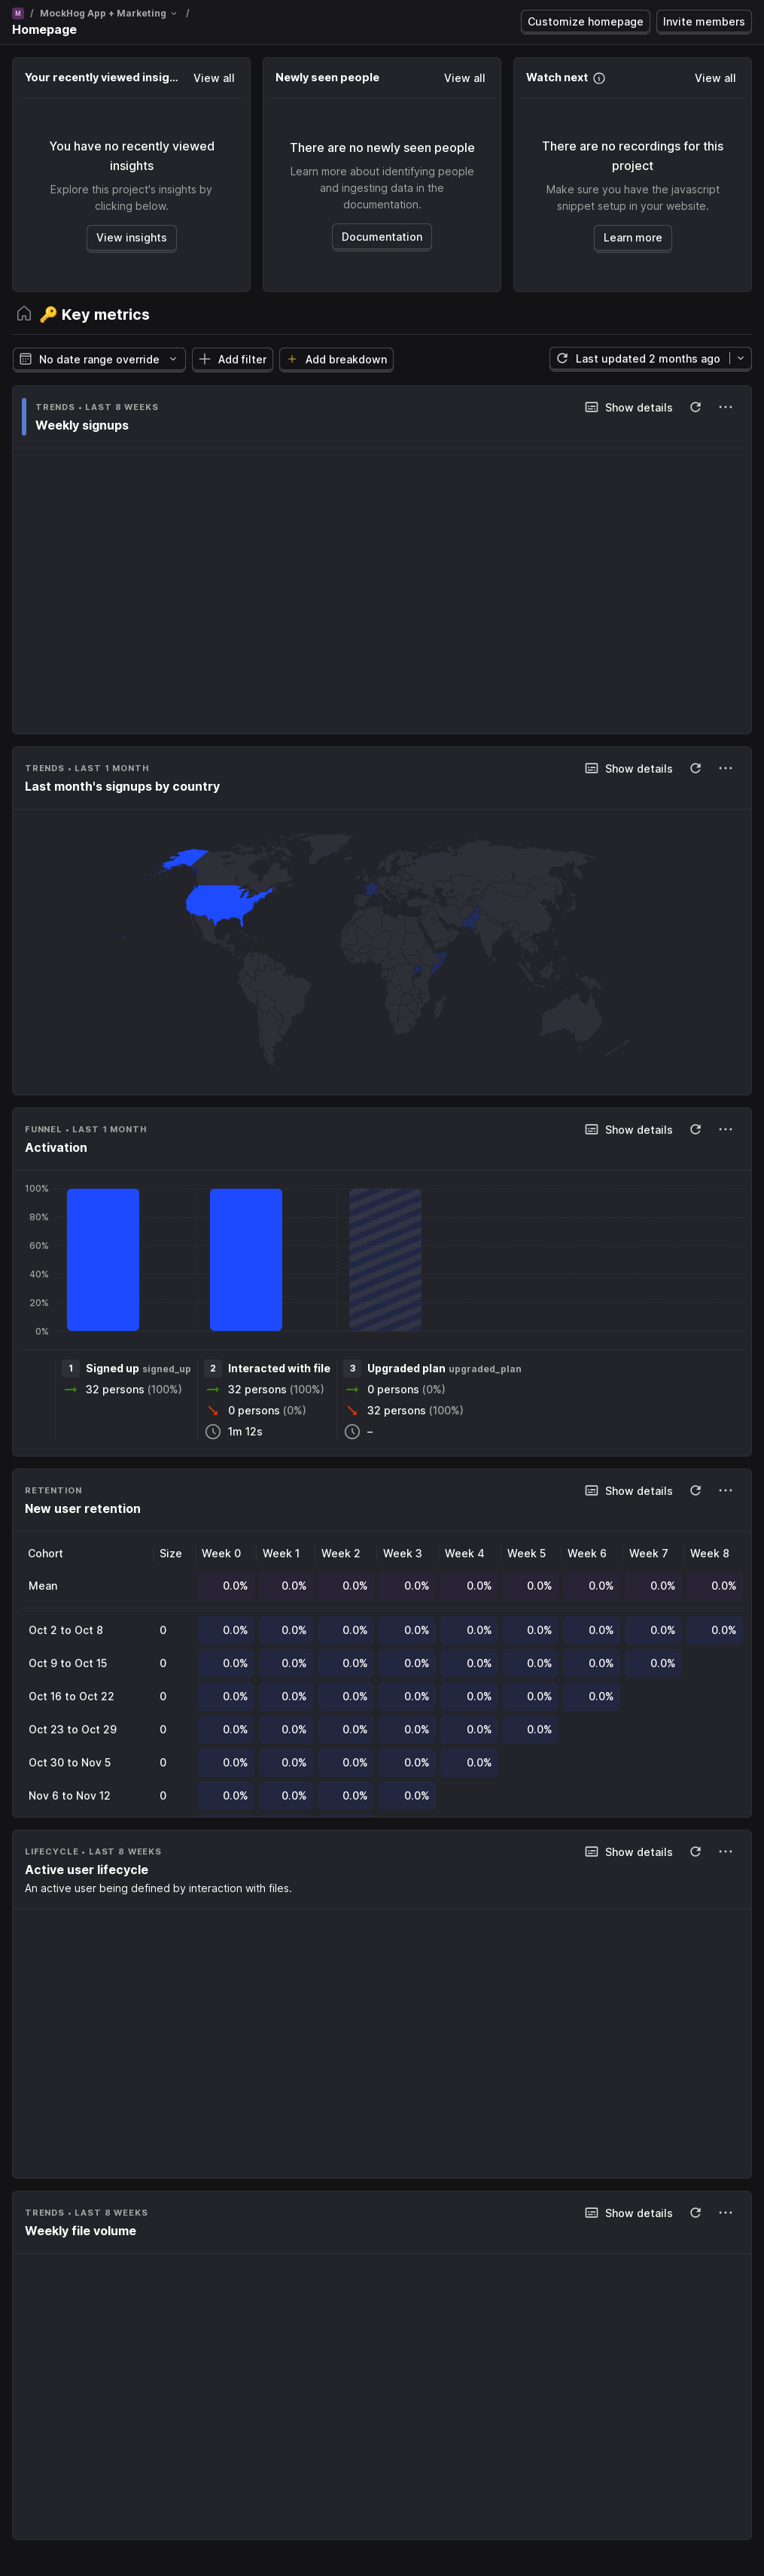 M / MockHog App + Marketing /
Homepage
Customize homepage
Invite members
Your recently viewed insig...
View all
You have no recently viewed
insights
Explore this project's insights by
clicking below.
View insights
Newly seen people
View all
There are no newly seen people
Learn more about identifying people
and ingesting data in the
documentation.
Documentation
Watch next
View all
There are no recordings for this
project
Make sure you have the javascript
snippet setup in your website.
Learn more
🔑 Key metrics
No date range override
Add filter
Add breakdown
Last updated 2 months ago
TRENDS • LAST 8 WEEKS
Show details
Weekly signups
TRENDS • LAST 1 MONTH
Show details
Last month's signups by country
FUNNEL • LAST 1 MONTH
Show details
Activation
100%
80%
60%
40%
20%
0%
1 Signed up signed_up
32 persons (100%)
2 Interacted with file
32 persons (100%)
0 persons (0%)
1m 12s
3 Upgraded plan upgraded_plan
0 persons (0%)
32 persons (100%)
–
RETENTION
Show details
New user retention
Cohort Size Week 0 Week 1 Week 2 Week 3 Week 4 Week 5 Week 6 Week 7 Week 8
Mean 0.0% 0.0% 0.0% 0.0% 0.0% 0.0% 0.0% 0.0% 0.0%
Oct 2 to Oct 8 0 0.0% 0.0% 0.0% 0.0% 0.0% 0.0% 0.0% 0.0% 0.0%
Oct 9 to Oct 15 0 0.0% 0.0% 0.0% 0.0% 0.0% 0.0% 0.0% 0.0%
Oct 16 to Oct 22 0 0.0% 0.0% 0.0% 0.0% 0.0% 0.0% 0.0%
Oct 23 to Oct 29 0 0.0% 0.0% 0.0% 0.0% 0.0% 0.0%
Oct 30 to Nov 5 0 0.0% 0.0% 0.0% 0.0% 0.0%
Nov 6 to Nov 12 0 0.0% 0.0% 0.0% 0.0%
LIFECYCLE • LAST 8 WEEKS
Show details
Active user lifecycle
An active user being defined by interaction with files.
TRENDS • LAST 8 WEEKS
Show details
Weekly file volume